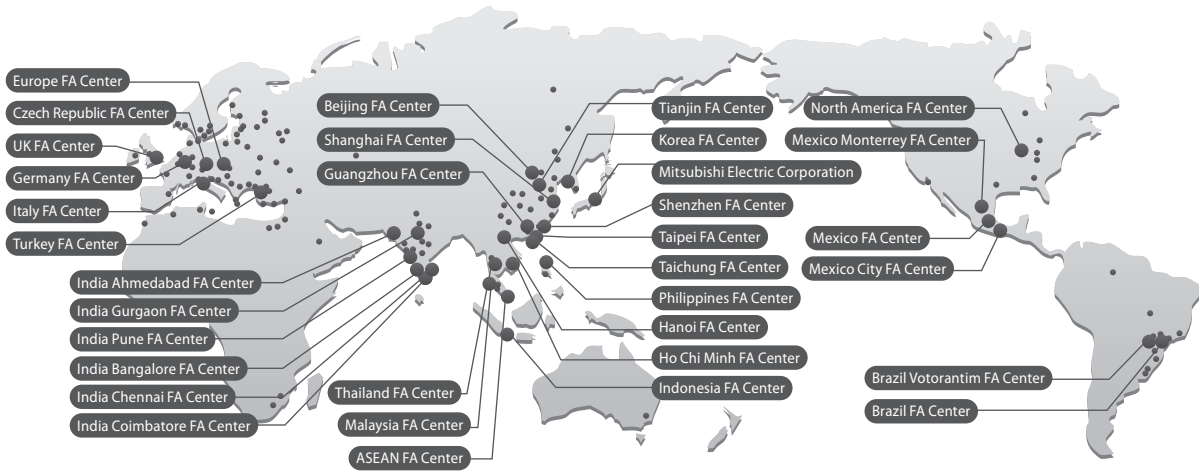 Europe FA Center
Czech Republic FA Center
UK FA Center
Germany FA Center
Italy FA Center
Turkey FA Center
India Ahmedabad FA Center
India Gurgaon FA Center
India Pune FA Center
India Bangalore FA Center
India Chennai FA Center
India Coimbatore FA Center
Beijing FA Center
Shanghai FA Center
Guangzhou FA Center
Thailand FA Center
Malaysia FA Center
ASEAN FA Center
Tianjin FA Center
Korea FA Center
Mitsubishi Electric Corporation
Shenzhen FA Center
Taipei FA Center
Taichung FA Center
Philippines FA Center
Hanoi FA Center
Ho Chi Minh FA Center
Indonesia FA Center
North America FA Center
Mexico Monterrey FA Center
Mexico FA Center
Mexico City FA Center
Brazil Votorantim FA Center
Brazil FA Center